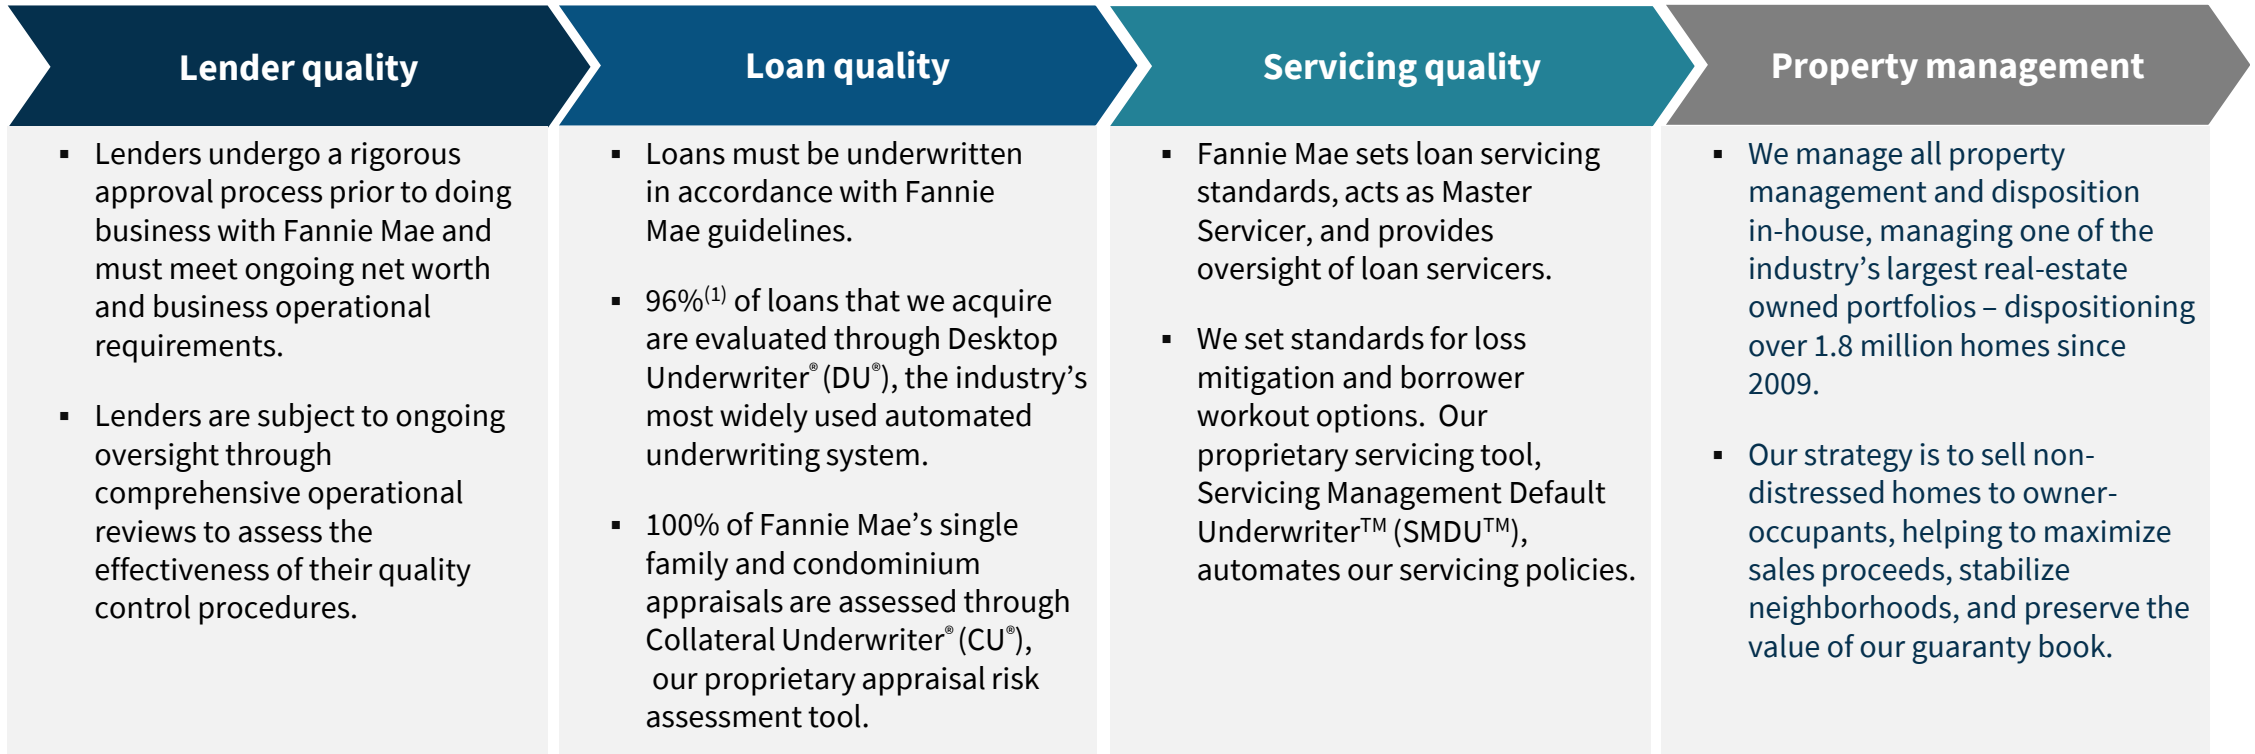 Lender quality
▪ Lenders undergo a rigorous
approval process prior to doing
business with Fannie Mae and
must meet ongoing net worth
and business operational
requirements.
▪ Lenders are subject to ongoing
oversight through
comprehensive operational
reviews to assess the
effectiveness of their quality
control procedures.
Loan quality
▪ Loans must be underwritten
in accordance with Fannie
Mae guidelines.
▪ 96%(1) of loans that we acquire
are evaluated through Desktop
Underwriter® (DU®), the industry’s
most widely used automated
underwriting system.
▪ 100% of Fannie Mae’s single
family and condominium
appraisals are assessed through
Collateral Underwriter® (CU®),
our proprietary appraisal risk
assessment tool.
Servicing quality
▪ Fannie Mae sets loan servicing
standards, acts as Master
Servicer, and provides
oversight of loan servicers.
▪ We set standards for loss
mitigation and borrower
workout options. Our
proprietary servicing tool,
Servicing Management Default
Underwriter™ (SMDU™),
automates our servicing policies.
Property management
▪ We manage all property
management and disposition
in-house, managing one of the
industry’s largest real-estate
owned portfolios – dispositioning
over 1.8 million homes since
2009.
▪ Our strategy is to sell non-
distressed homes to owner-
occupants, helping to maximize
sales proceeds, stabilize
neighborhoods, and preserve the
value of our guaranty book.